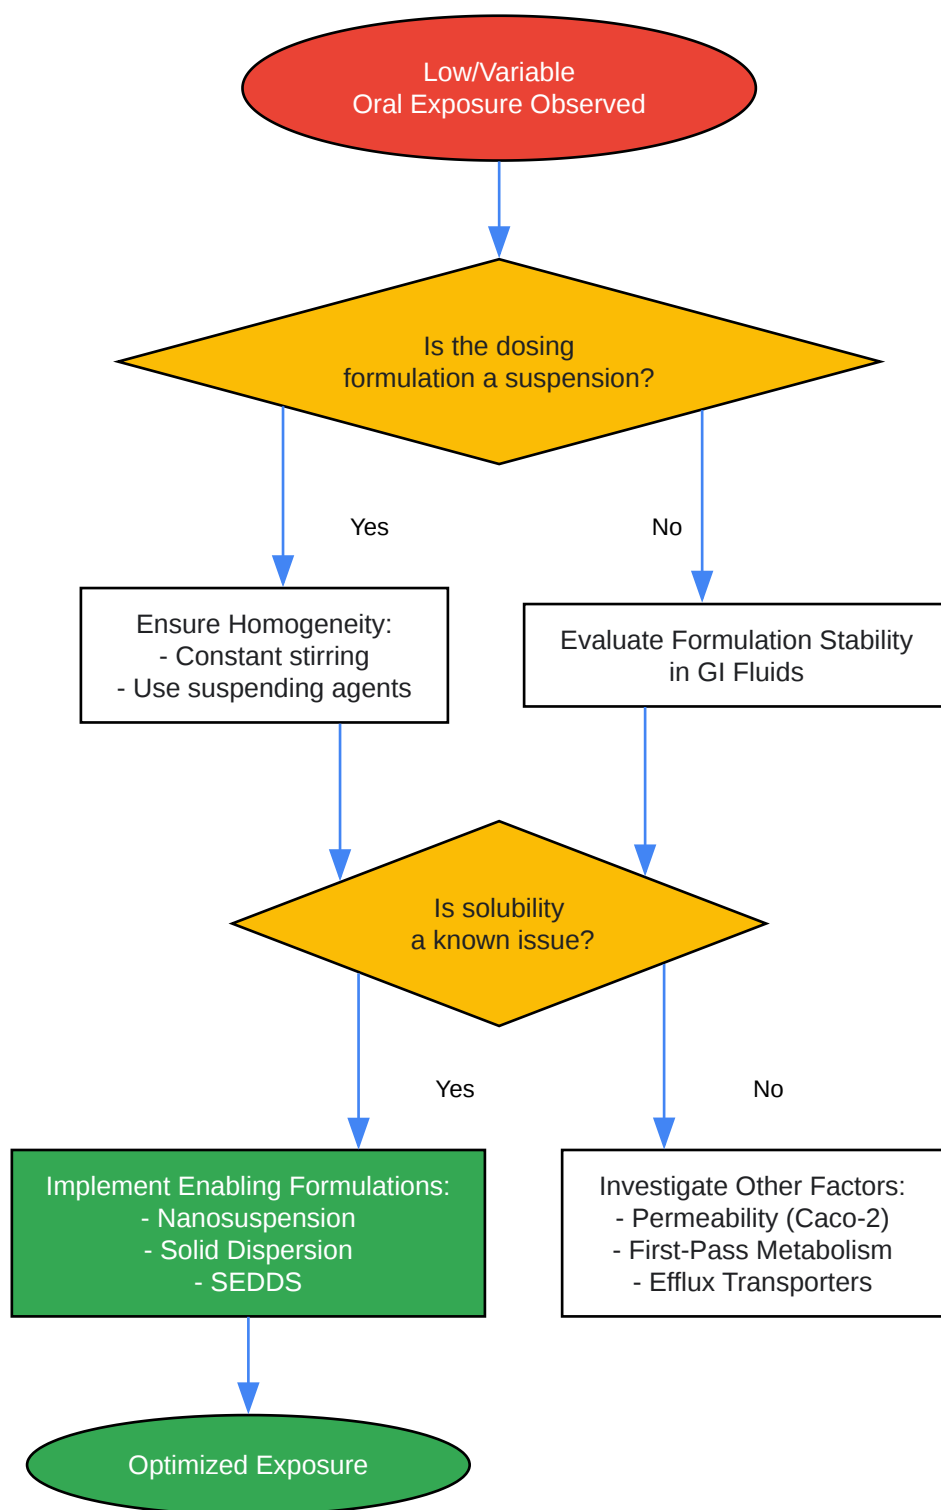 Low/Variable
Oral Exposure Observed
Is the dosing
formulation a suspension?
Yes
No
Ensure Homogeneity:
- Constant stirring
- Use suspending agents
Evaluate Formulation Stability
in GI Fluids
Is solubility
a known issue?
Yes
No
Implement Enabling Formulations:
- Nanosuspension
- Solid Dispersion
- SEDDS
Investigate Other Factors:
- Permeability (Caco-2)
- First-Pass Metabolism
- Efflux Transporters
Optimized Exposure